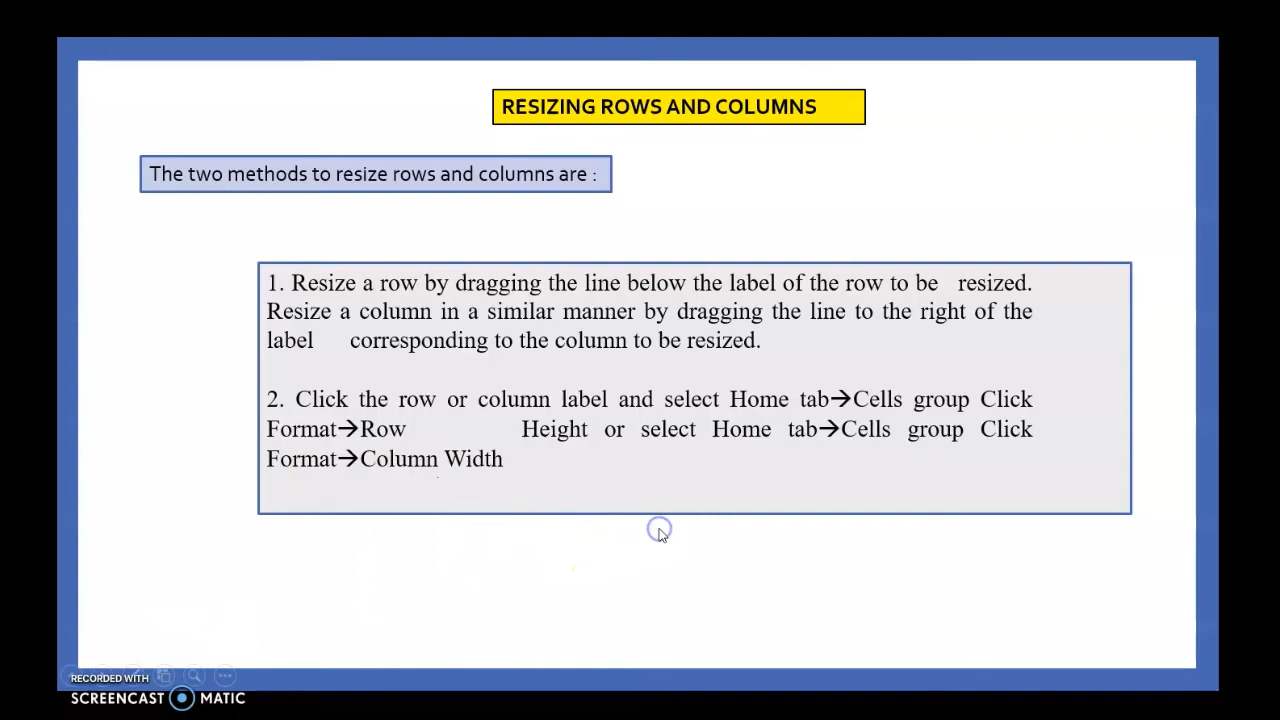 RESIZING ROWS AND COLUMNS
The two methods to resize rows and columns are :
1. Resize a row by dragging the line below the label of the row to be resized.
Resize a column in a similar manner by dragging the line to the right of the
label corresponding to the column to be resized.
2. Click the row or column label and select Home tab→Cells group Click
Format→Row Height or select Home tab→Cells group Click
Format→Column Width
RECORDED WITH
SCREENCAST MATIC